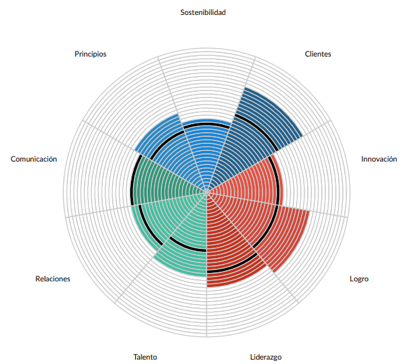 Sostenibilidad
Principios
Clientes
Comunicación
Innovación
Relaciones
Logro
Talento
Liderazgo